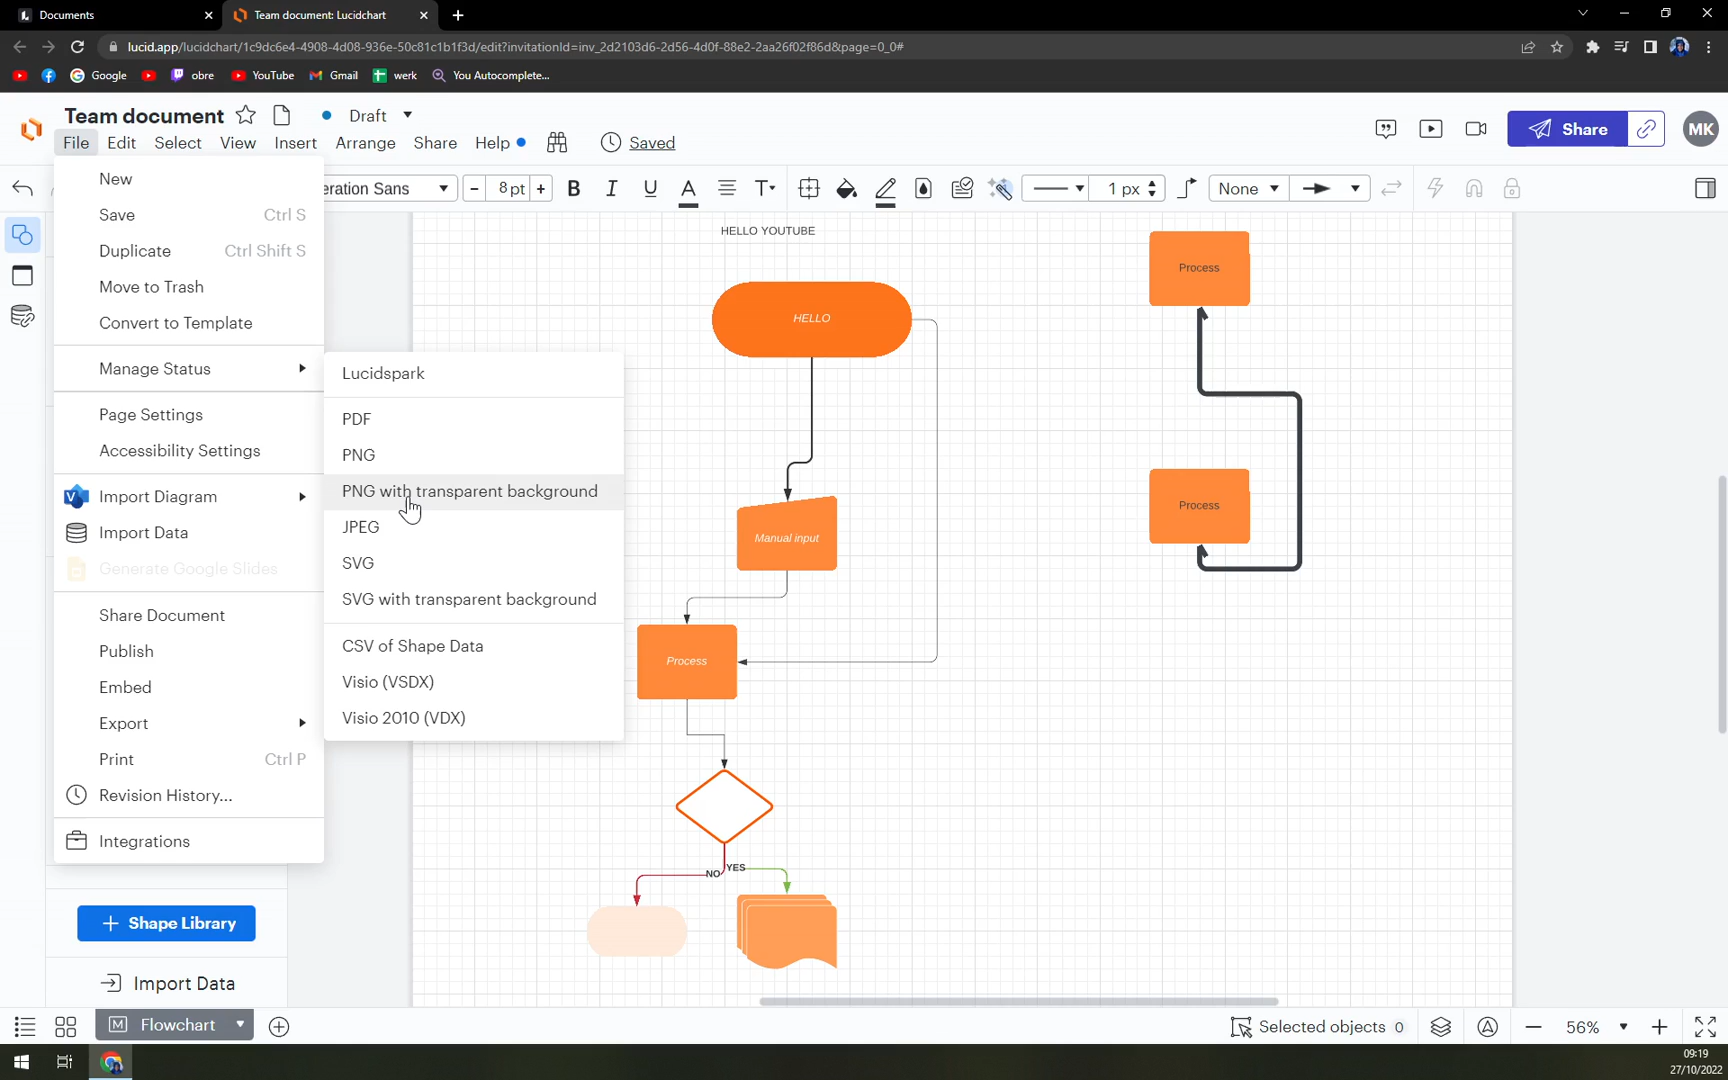 Documents
Team document: Lucidchart
lucid.app/lucidchart/1c9dc6e4-4908-4d08-936e-50c81c1b1f3d/edit?invitationId=inv_2d2103d6-2d56-4d0f-88e2-2aa26f02f86d&page=0_0#
Google
obre
YouTube
Gmail
werk
You Autocomplete...
Team document
Draft
File Edit Select View Insert Arrange Share Help
Saved
Share
MK
eration Sans
8 pt
1 px
None
New
Save Ctrl S
Duplicate Ctrl Shift S
Move to Trash
Convert to Template
Manage Status
Page Settings
Accessibility Settings
Import Diagram
Import Data
Generate Google Slides
Share Document
Publish
Embed
Export
Print Ctrl P
Revision History...
Integrations
Lucidspark
PDF
PNG
PNG with transparent background
JPEG
SVG
SVG with transparent background
CSV of Shape Data
Visio (VSDX)
Visio 2010 (VDX)
HELLO YOUTUBE
HELLO
Manual input
Process
NO
YES
Process
Process
+ Shape Library
Import Data
M Flowchart
Selected objects 0
56%
09:19
27/10/2022